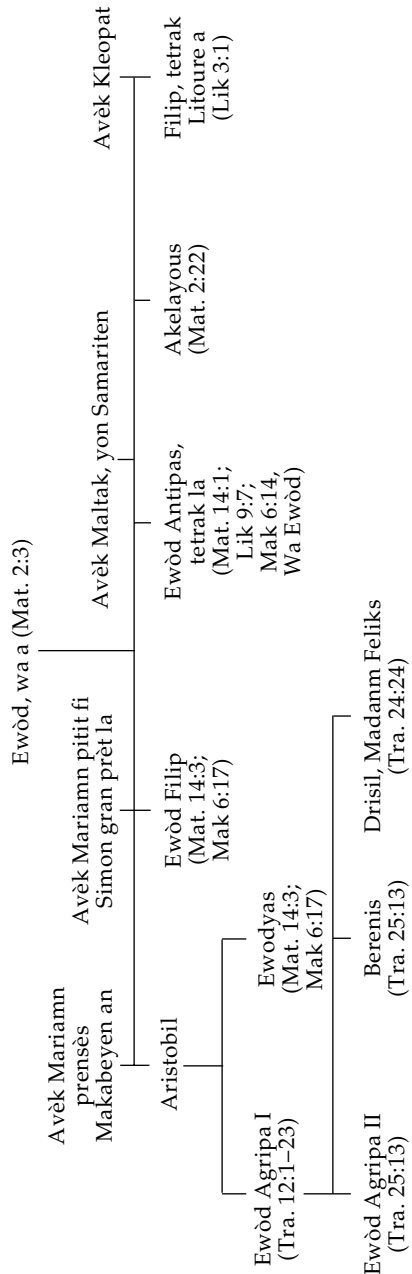 Ewòd, wa a (Mat. 2:3)
Avèk Mariamn
prensès
Makabeyen an
Avèk Mariamn pitit fi
Simon gran prèt la
Avèk Maltak, yon Samariten
Avèk Kleopat
Aristobil
Ewòd Filip
(Mat. 14:3;
Mak 6:17)
Ewòd Antipas,
tetrak la
(Mat. 14:1;
Lik 9:7;
Mak 6:14,
Wa Ewòd)
Akelayous
(Mat. 2:22)
Filip, tetrak
Litoure a
(Lik 3:1)
Ewòd Agripa I
(Tra. 12:1–23)
Ewodyas
(Mat. 14:3;
Mak 6:17)
Ewòd Agripa II
(Tra. 25:13)
Berenis
(Tra. 25:13)
Drisil, Madanm Feliks
(Tra. 24:24)